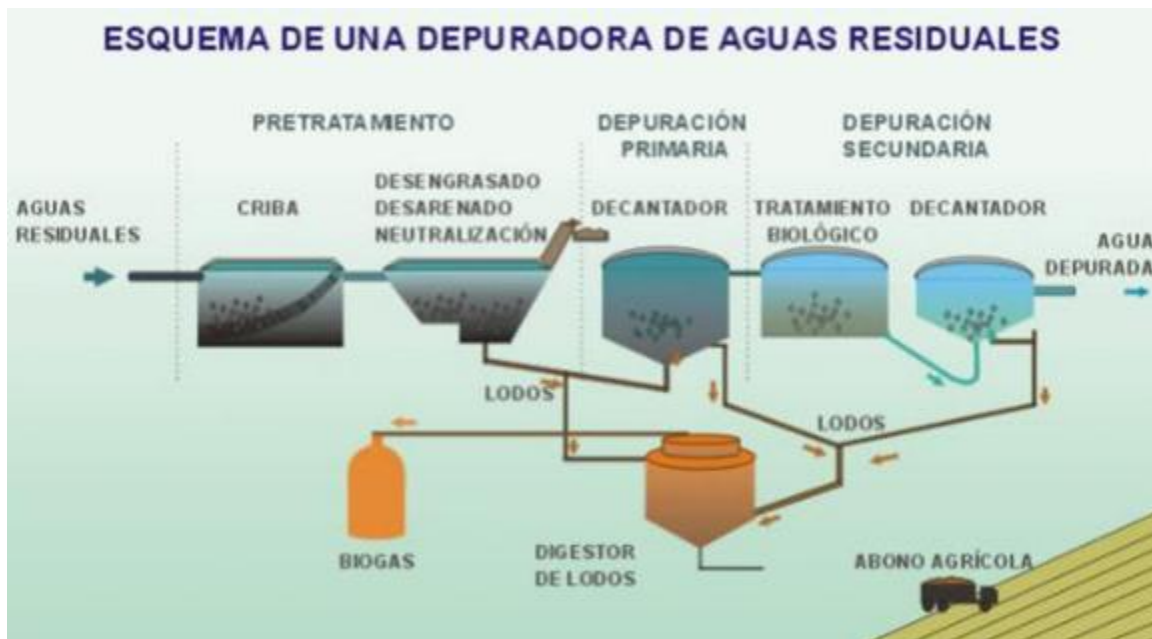 ESQUEMA DE UNA DEPURADORA DE AGUAS RESIDUALES
PRETRATAMIENTO
DEPURACIÓN
PRIMARIA
DEPURACIÓN
SECUNDARIA
AGUAS
RESIDUALES
CRIBA
DESENGRASADO
DESARENADO
NEUTRALIZACIÓN
DECANTADOR
TRATAMIENTO
BIOLÓGICO
DECANTADOR
AGUA
DEPURADA
LODOS
LODOS
BIOGAS
DIGESTOR
DE LODOS
ABONO AGRÍCOLA